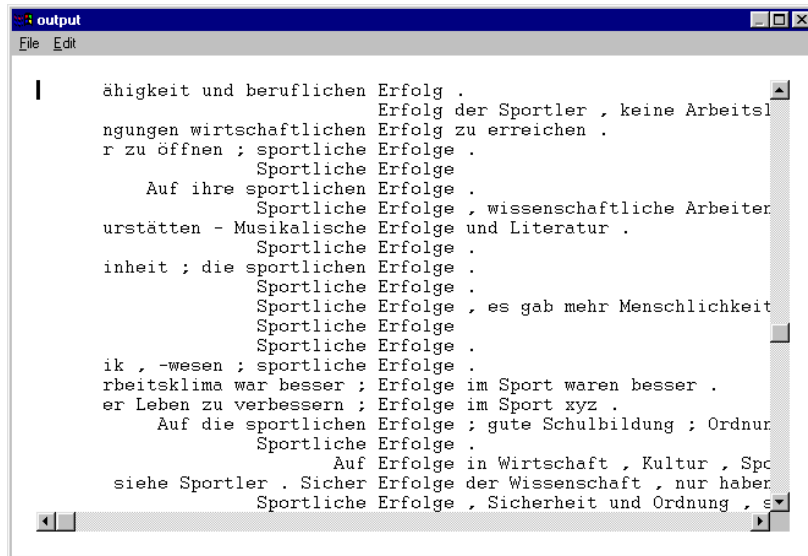 output
File Edit
ähigkeit und beruflichen Erfolg .
Erfolg der Sportler , keine Arbeitsl
ngungen wirtschaftlichen Erfolg zu erreichen .
r zu öffnen ; sportliche Erfolge .
Sportliche Erfolge
Auf ihre sportlichen Erfolge .
Sportliche Erfolge , wissenschaftliche Arbeiten
urstätten - Musikalische Erfolge und Literatur .
Sportliche Erfolge .
inheit ; die sportlichen Erfolge .
Sportliche Erfolge .
Sportliche Erfolge , es gab mehr Menschlichkeit
Sportliche Erfolge
Sportliche Erfolge .
ik , -wesen ; sportliche Erfolge .
rbeitsklima war besser ; Erfolge im Sport waren besser .
er Leben zu verbessern ; Erfolge im Sport xyz .
Auf die sportlichen Erfolge ; gute Schulbildung ; Ordnun
Sportliche Erfolge .
Auf Erfolge in Wirtschaft , Kultur , Spo
siehe Sportler . Sicher Erfolge der Wissenschaft , nur haben
Sportliche Erfolge , Sicherheit und Ordnung , s